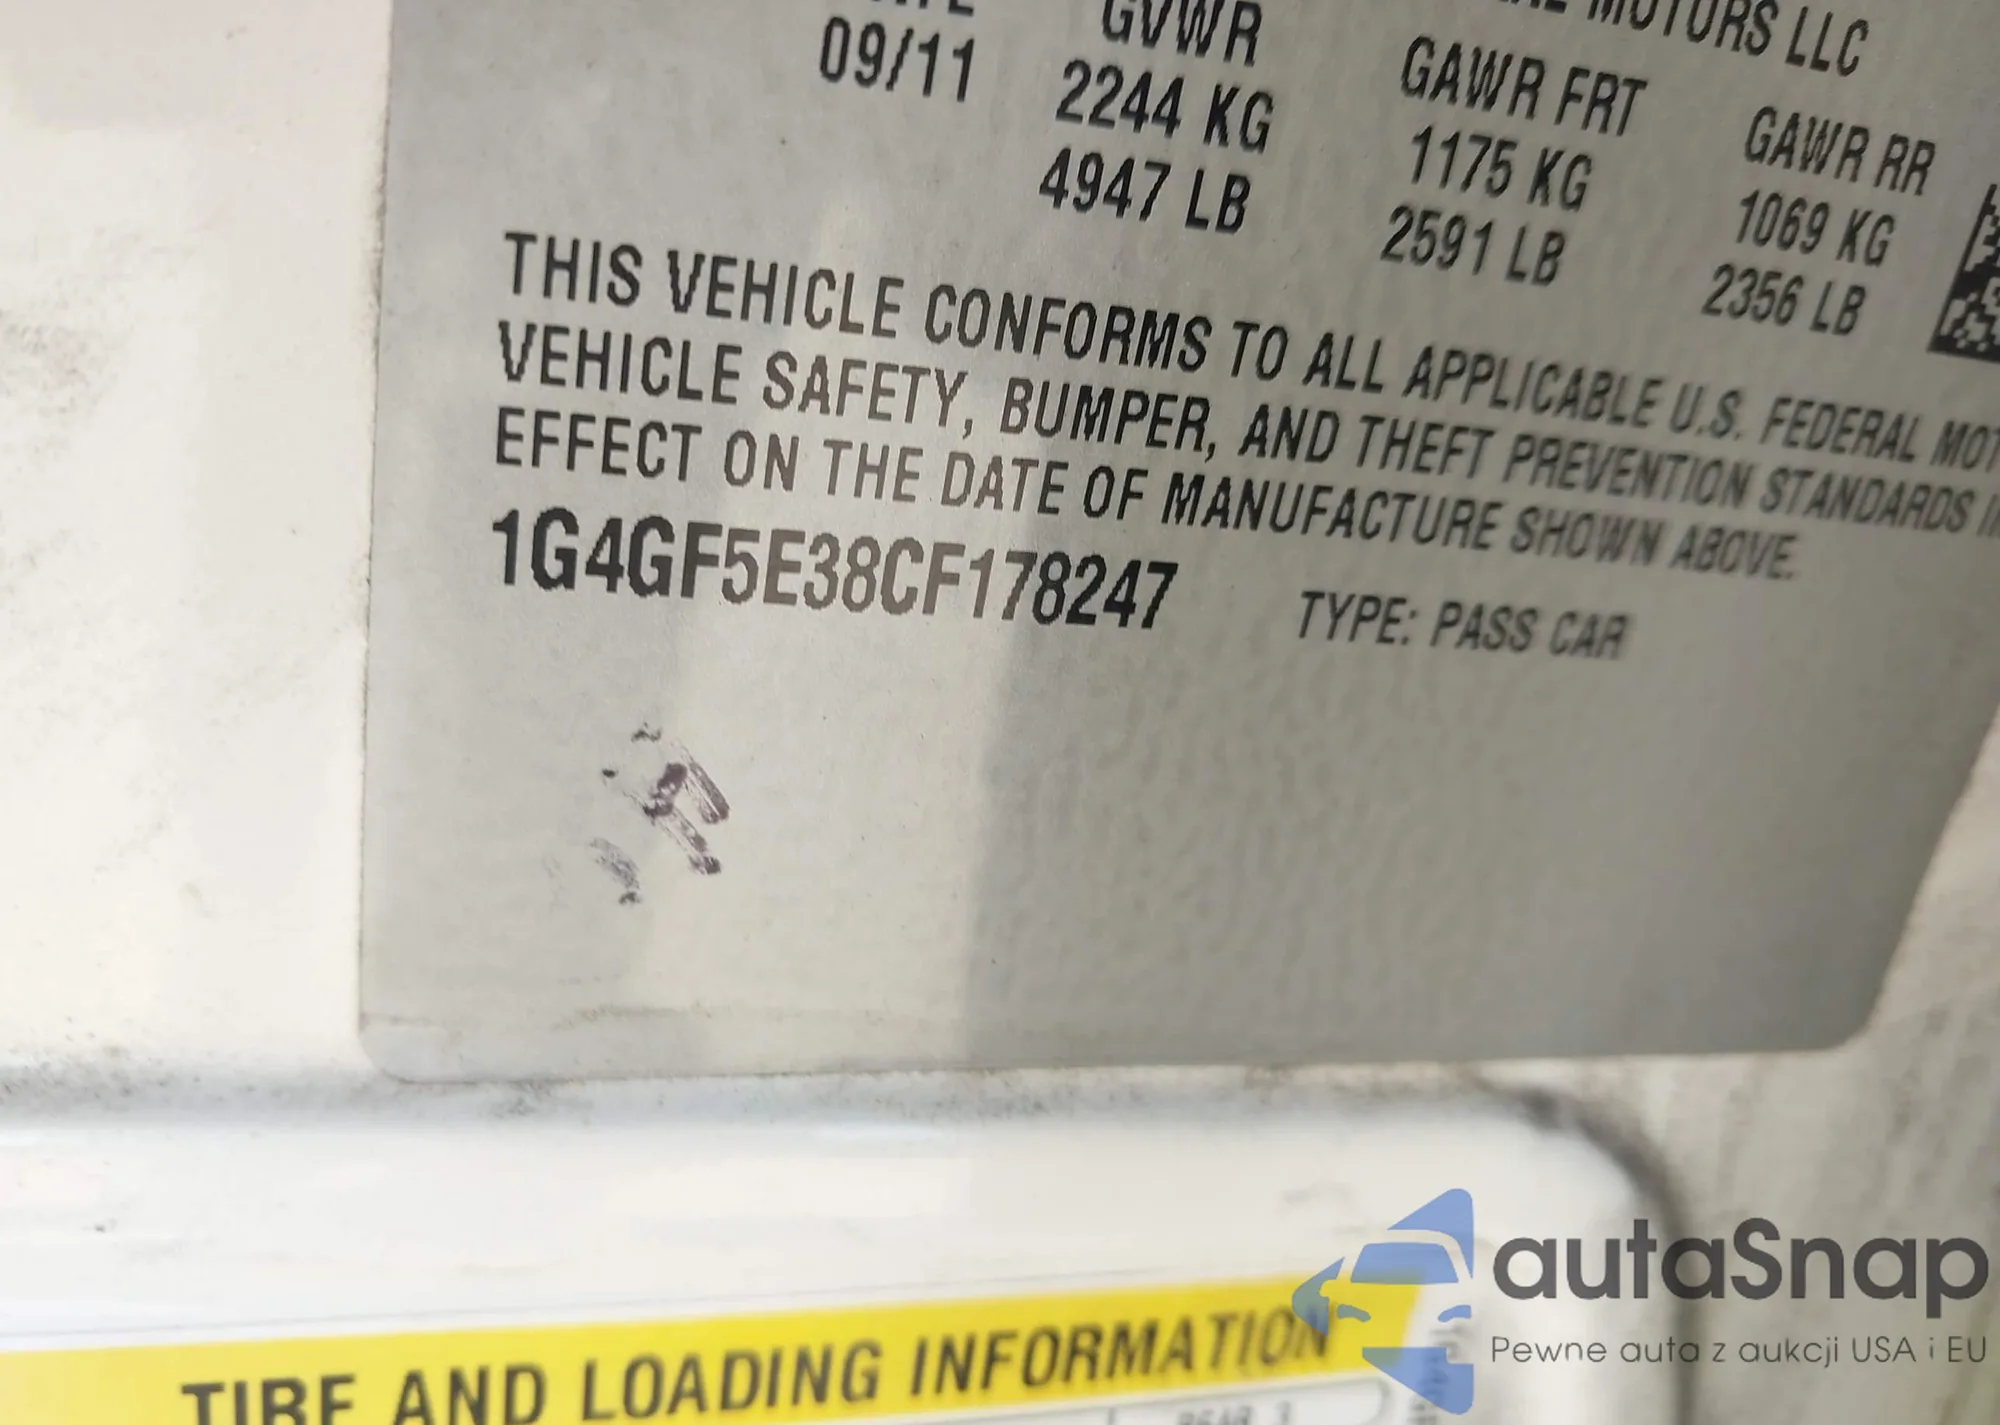 MOTORS LLC
GVWR GAWR FRT GAWR RR
09/11 2244 KG 1175 KG 1069 KG
4947 LB 2591 LB 2356 LB
THIS VEHICLE CONFORMS TO ALL APPLICABLE U.S. FEDERAL MOT
VEHICLE SAFETY, BUMPER, AND THEFT PREVENTION STANDARDS I
EFFECT ON THE DATE OF MANUFACTURE SHOWN ABOVE.
1G4GF5E38CF178247 TYPE: PASS CAR
TIRE AND LOADING INFORMATION
autaSnap
Pewne auta z aukcji USA i EU